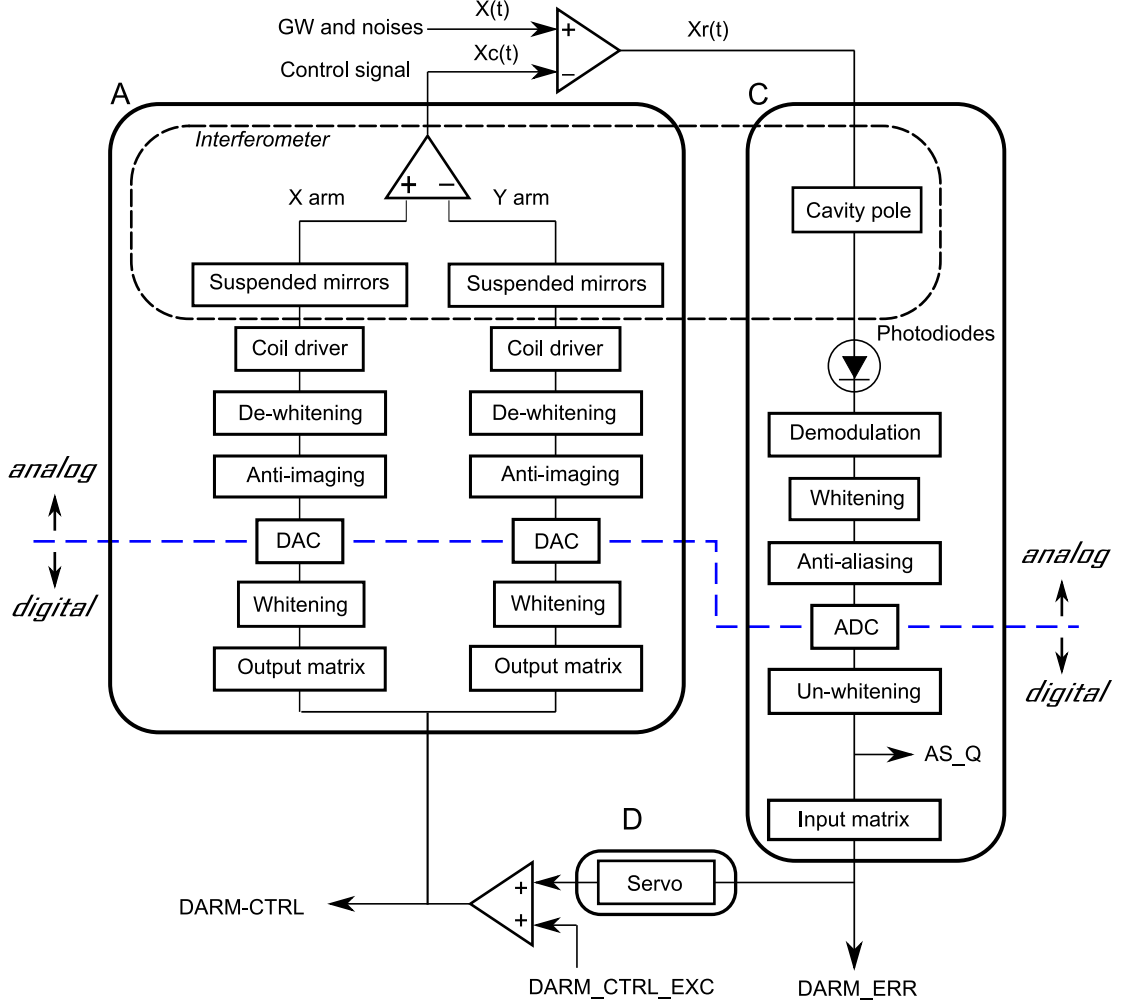 X(t)
GW and noises
+
Xr(t)
Xc(t)
Control signal
−
A
C
Interferometer
+ −
X arm
Y arm
Cavity pole
Suspended mirrors
Suspended mirrors
Photodiodes
Coil driver
Coil driver
De-whitening
De-whitening
Demodulation
analog
Anti-imaging
Anti-imaging
Whitening
DAC
DAC
Anti-aliasing
analog
digital
Whitening
Whitening
ADC
Output matrix
Output matrix
Un-whitening
digital
AS_Q
D
Input matrix
Servo
+
+
DARM-CTRL
DARM_CTRL_EXC
DARM_ERR